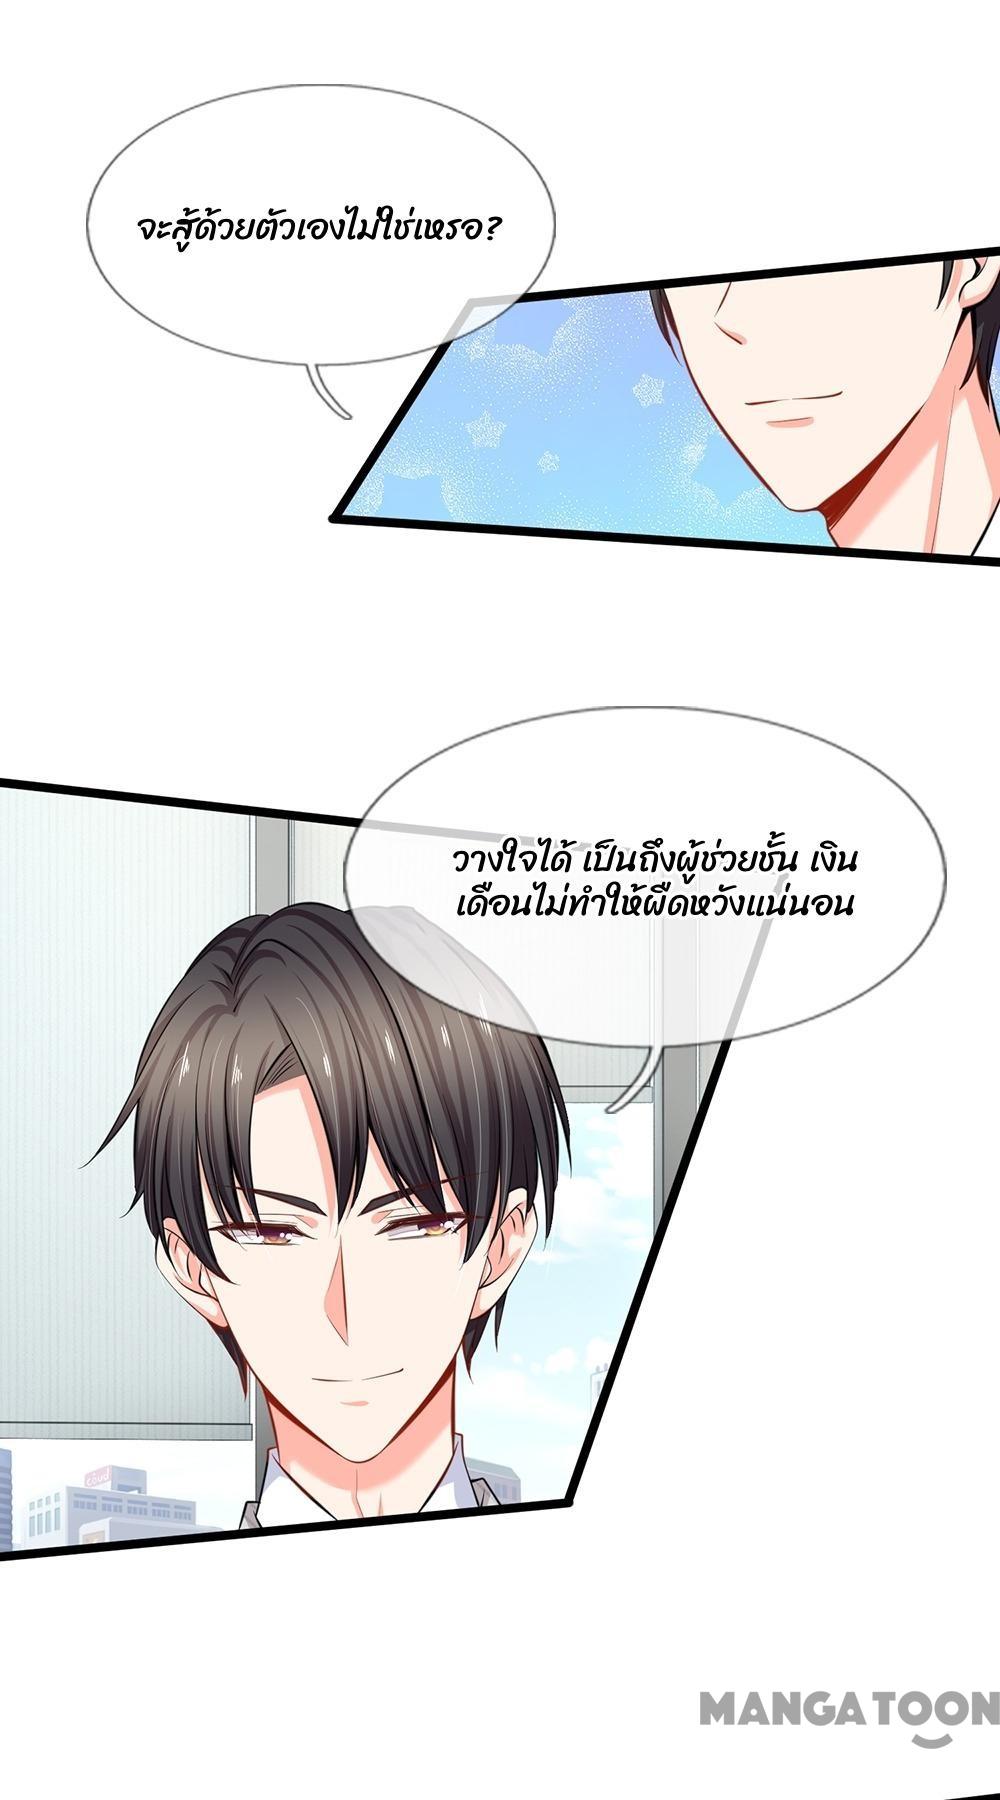 จะสู้ด้วยตัวเองไม่ใช่เหรอ?
วางใจได้ เป็นถึงผู้ช่วยชั้น เงิน
เดือนไม่ทำให้ผิดหวังแน่นอน
cloud
MANGATOON